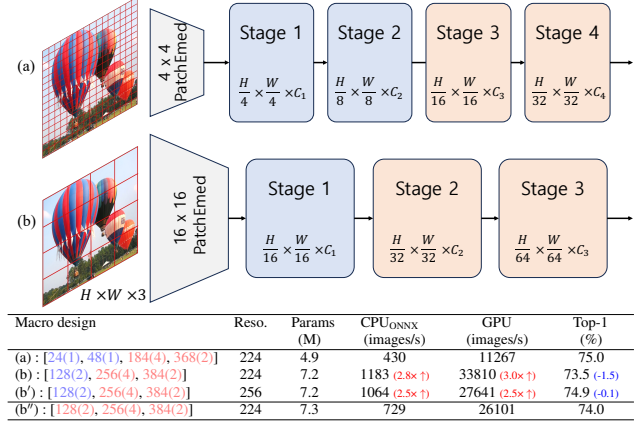 (a)
4 x 4
PatchEmed
Stage 1
H/4 × W/4 ×C₁
Stage 2
H/8 × W/8 ×C₂
Stage 3
H/16 × W/16 ×C₃
Stage 4
H/32 × W/32 ×C₄
(b)
H ×W ×3
16 x 16
PatchEmed
Stage 1
H/16 × W/16 ×C₁
Stage 2
H/32 × W/32 ×C₂
Stage 3
H/64 × W/64 ×C₃
Macro design Reso. Params (M) CPU_ONNX (images/s) GPU (images/s) Top-1 (%)
(a) : [24(1), 48(1), 184(4), 368(2)] 224 4.9 430 11267 75.0
(b) : [128(2), 256(4), 384(2)] 224 7.2 1183 (2.8× ↑) 33810 (3.0× ↑) 73.5 (-1.5)
(b′) : [128(2), 256(4), 384(2)] 256 7.2 1064 (2.5× ↑) 27641 (2.5× ↑) 74.9 (-0.1)
(b″) : [128(2), 256(4), 384(2)] 224 7.3 729 26101 74.0